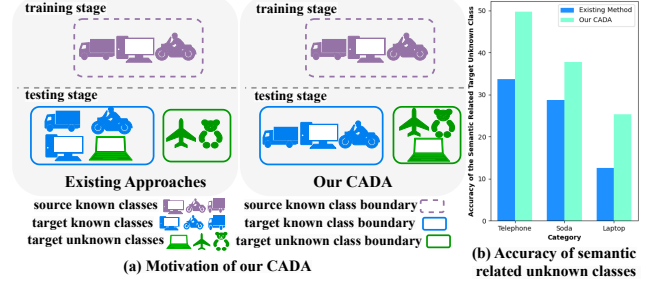 training stage
testing stage
Existing Approaches
training stage
testing stage
Our CADA
source known classes
target known classes
target unknown classes
source known class boundary
target known class boundary
target unknown class boundary
(a) Motivation of our CADA
Accuracy of the Semantic Related Target Unknown Class
50
40
30
20
10
0
Existing Method
Our CADA
Telephone
Soda
Laptop
Category
(b) Accuracy of semantic
related unknown classes